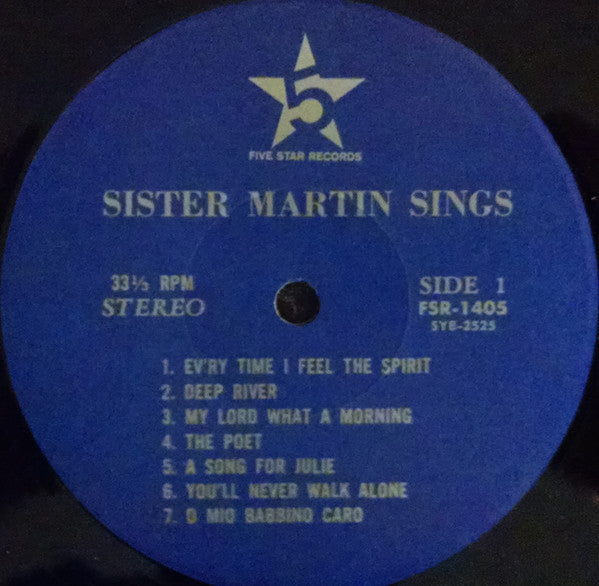 5
FIVE STAR RECORDS
SISTER MARTIN SINGS
33⅓ RPM
STEREO
SIDE 1
FSR-1405
SYB-2525
1. EV'RY TIME I FEEL THE SPIRIT
2. DEEP RIVER
3. MY LORD WHAT A MORNING
4. THE POET
5. A SONG FOR JULIE
6. YOU'LL NEVER WALK ALONE
7. O MIO BABBINO CARO